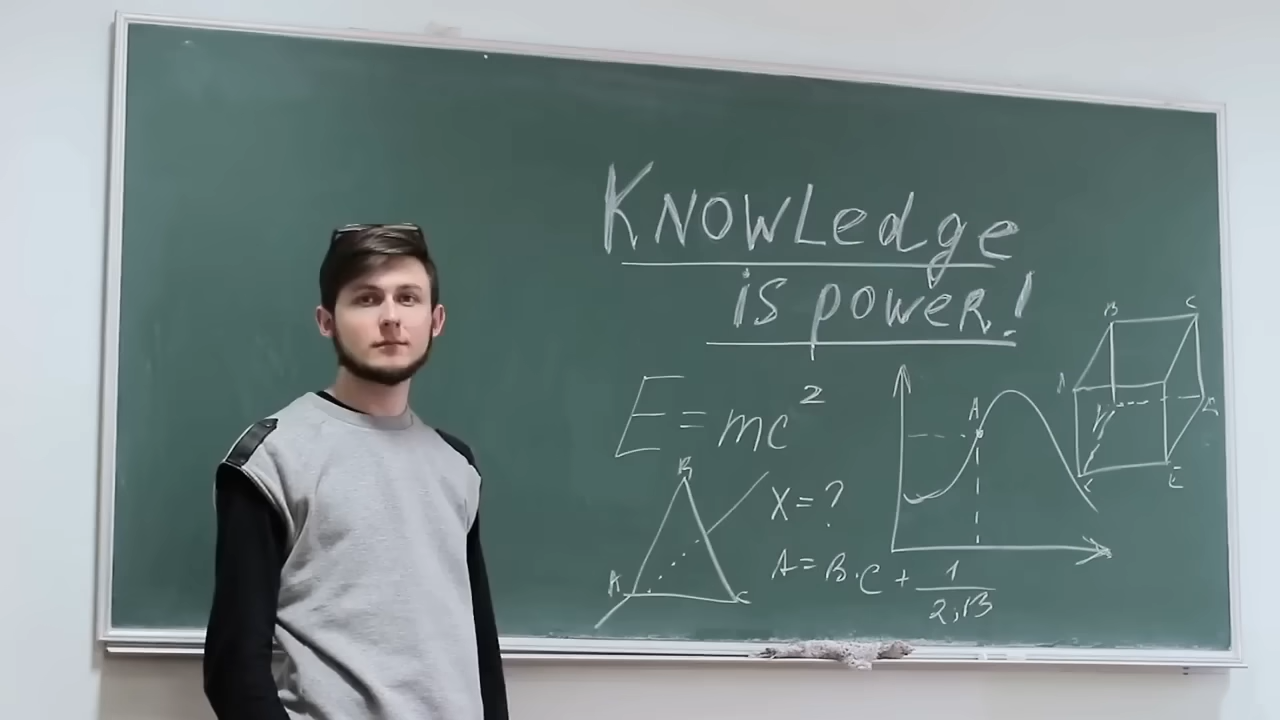 Knowledge
is power!
E = mc²
B
X = ?
A
C
A = B·C + 1/2,13
A
B
C
A
E